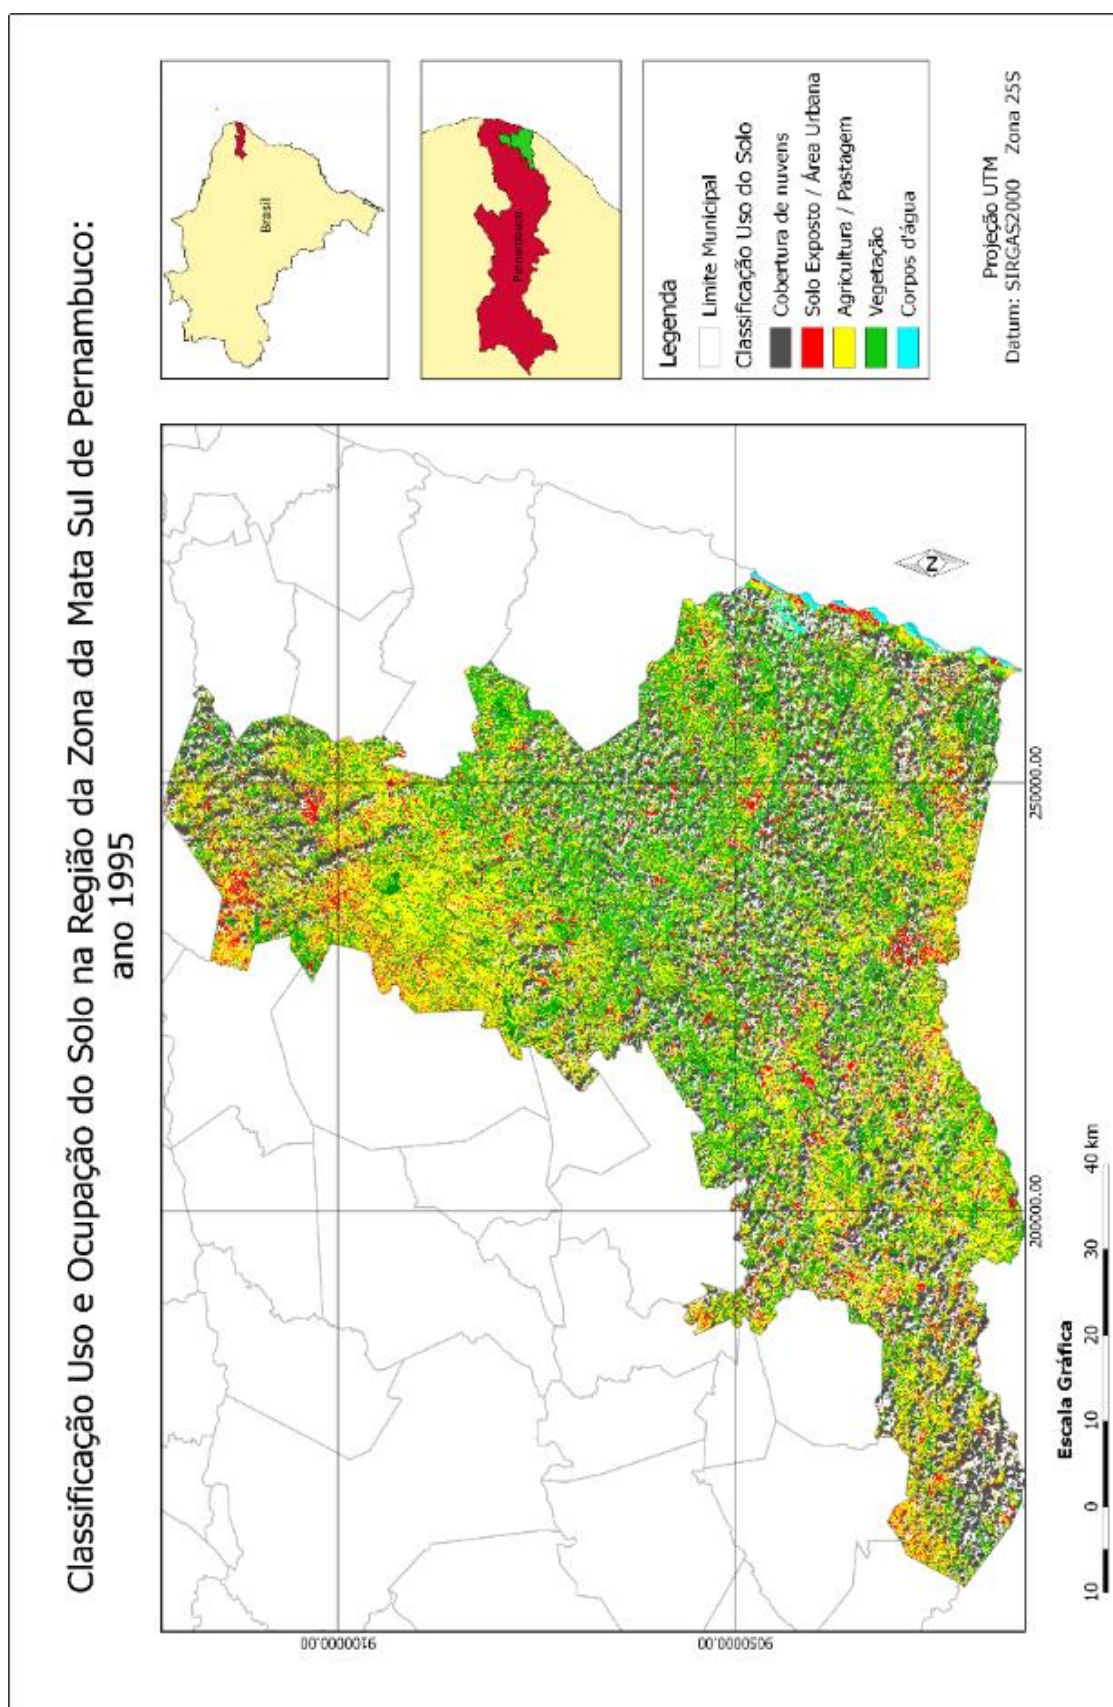 Classificação Uso e Ocupação do Solo na Região da Zona da Mata Sul de Pernambuco:
ano 1995
Brasil
Pernambuco
Legenda
Limite Municipal
Classificação Uso do Solo
Cobertura de nuvens
Solo Exposto / Área Urbana
Agricultura / Pastagem
Vegetação
Corpos d'água
Projeção UTM
Datum: SIRGAS2000 Zona 25S
9100000.00
9050000.00
200000.00
250000.00
N
Escala Gráfica
10 0 10 20 30 40 km